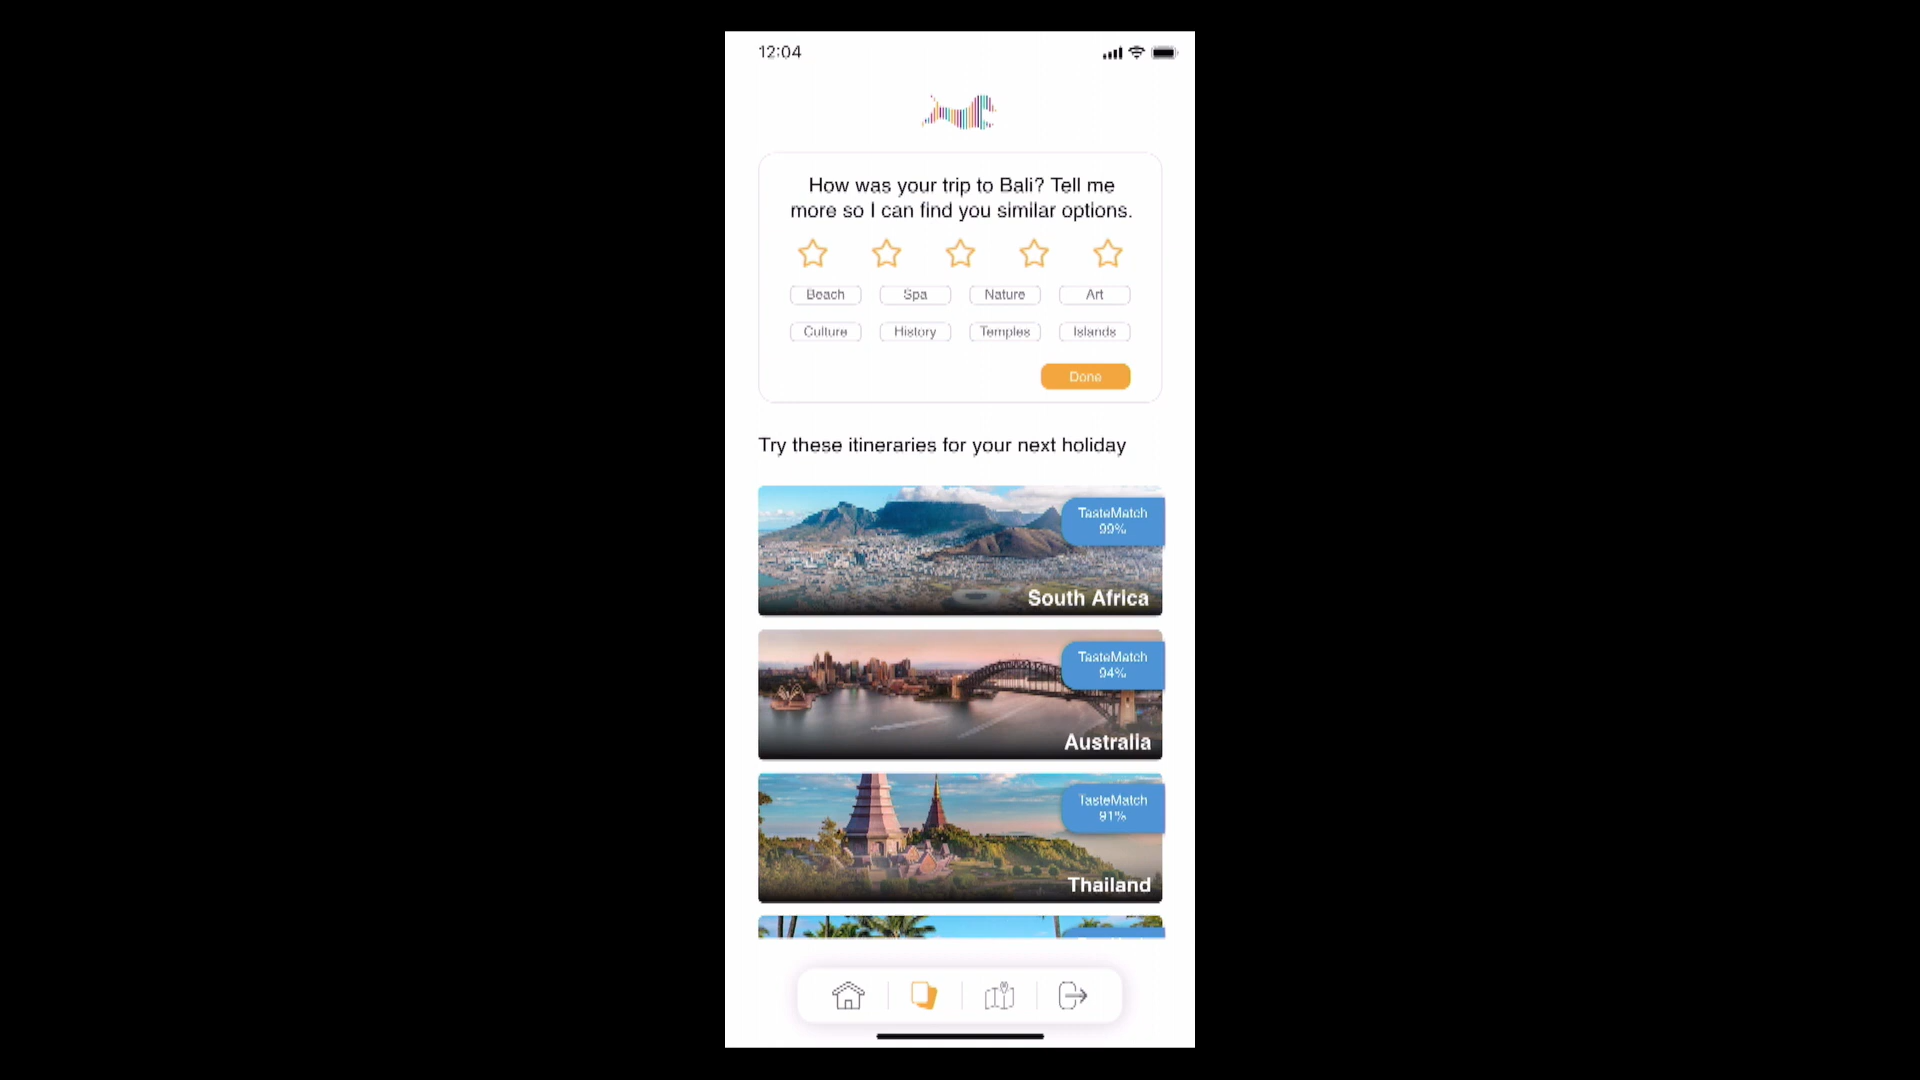 12:04
How was your trip to Bali? Tell me
more so I can find you similar options.
Beach Spa Nature Art
Culture History Temples Islands
Done
Try these itineraries for your next holiday
TasteMatch
99%
South Africa
TasteMatch
94%
Australia
TasteMatch
91%
Thailand